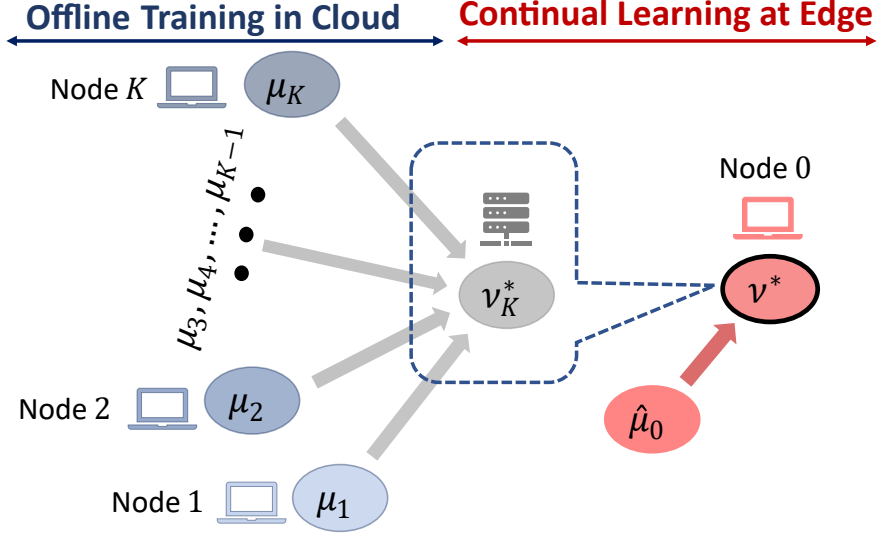 Offline Training in Cloud
Continual Learning at Edge
Node K
μ_K
μ_3, μ_4, ..., μ_{K−1}
Node 0
ν*_K
ν*
Node 2
μ_2
μ̂_0
Node 1
μ_1